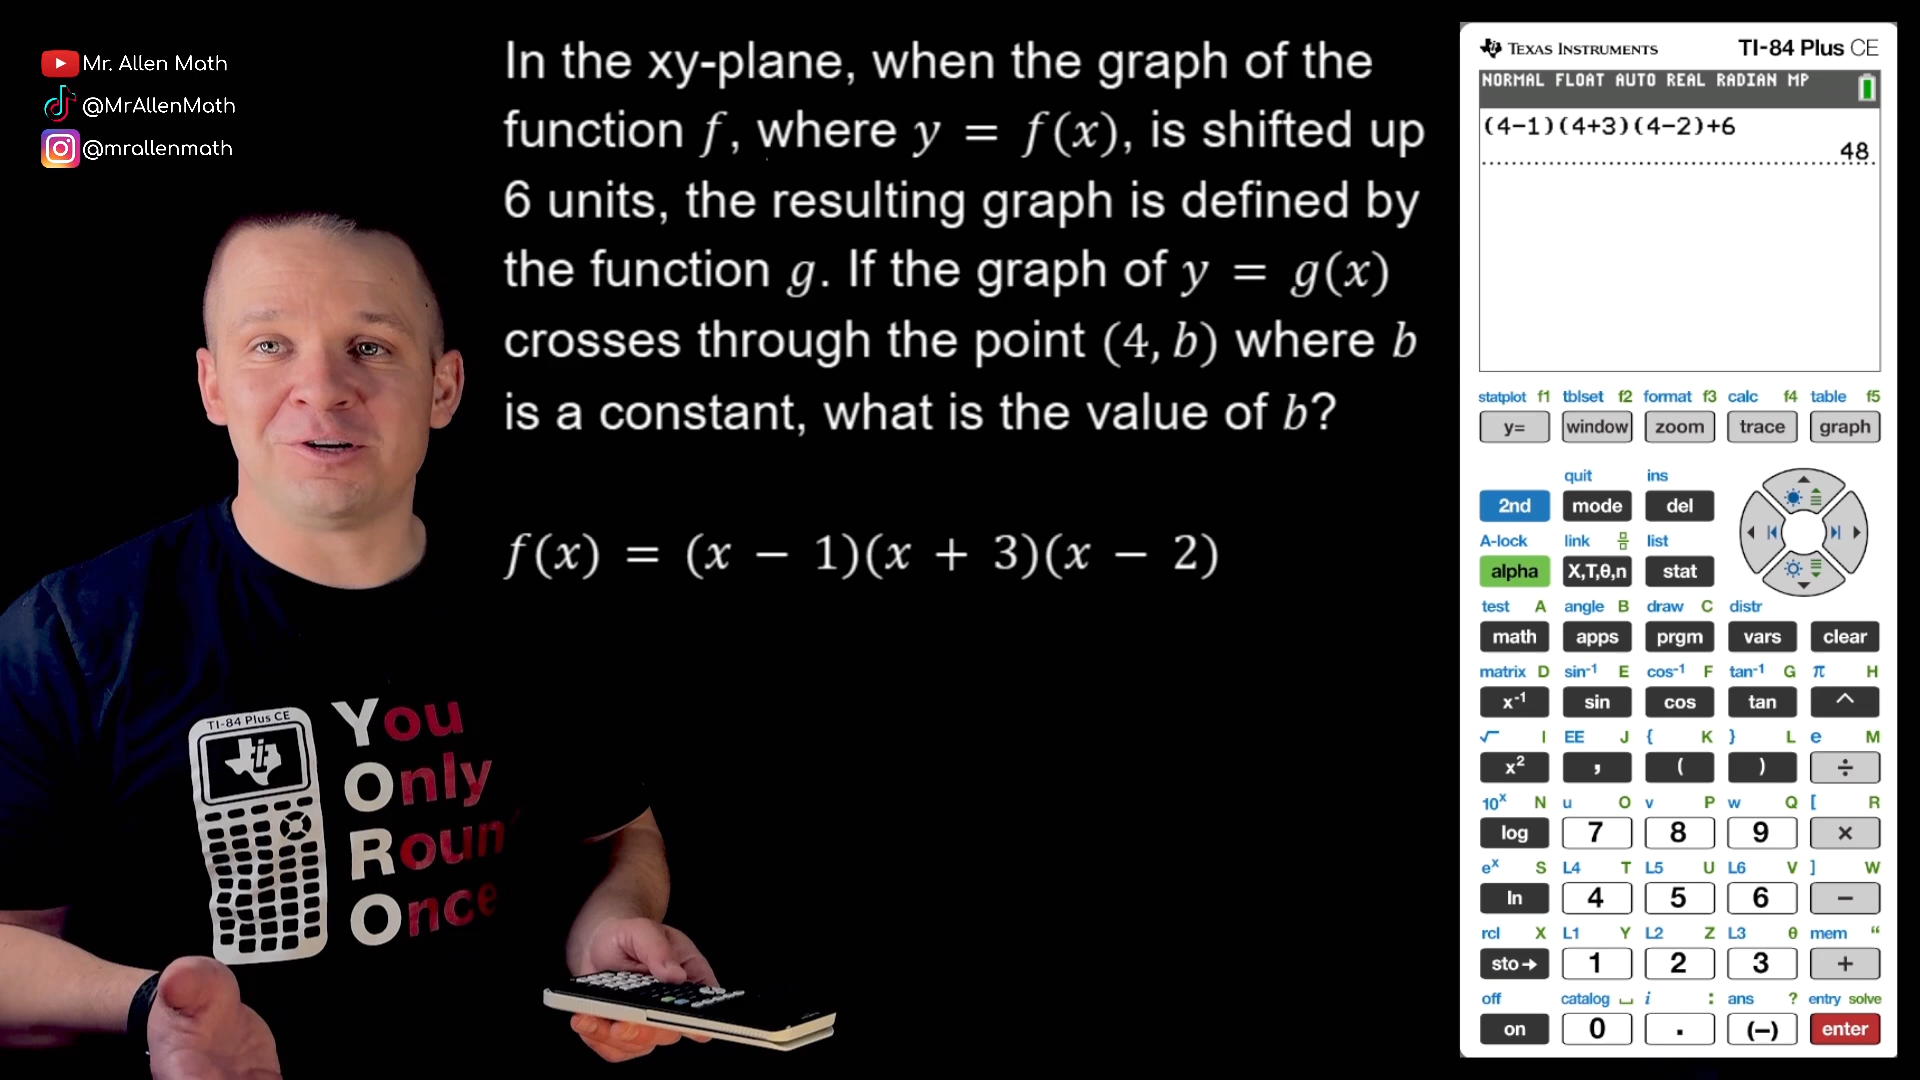 Mr. Allen Math
@MrAllenMath
@mrallenmath
In the xy-plane, when the graph of the
function f, where y = f(x), is shifted up
6 units, the resulting graph is defined by
the function g. If the graph of y = g(x)
crosses through the point (4, b) where b
is a constant, what is the value of b?
f(x) = (x − 1)(x + 3)(x − 2)
TI-84 Plus CE
You
Only
Roun
Once
TEXAS INSTRUMENTS TI-84 Plus CE
NORMAL FLOAT AUTO REAL RADIAN MP
(4-1)(4+3)(4-2)+6
48
statplot f1 tblset f2 format f3 calc f4 table f5
y= window zoom trace graph
quit ins
2nd mode del
A-lock link list
alpha X,T,θ,n stat
test A angle B draw C distr
math apps prgm vars clear
matrix D sin⁻¹ E cos⁻¹ F tan⁻¹ G π H
x⁻¹ sin cos tan ^
√ I EE J { K } L e M
x² , ( ) ÷
10ˣ N u O v P w Q [ R
log 7 8 9 ×
eˣ S L4 T L5 U L6 V ] W
ln 4 5 6 −
rcl X L1 Y L2 Z L3 θ mem “
sto→ 1 2 3 +
off catalog ⎵ i : ans ? entry solve
on 0 . (−) enter